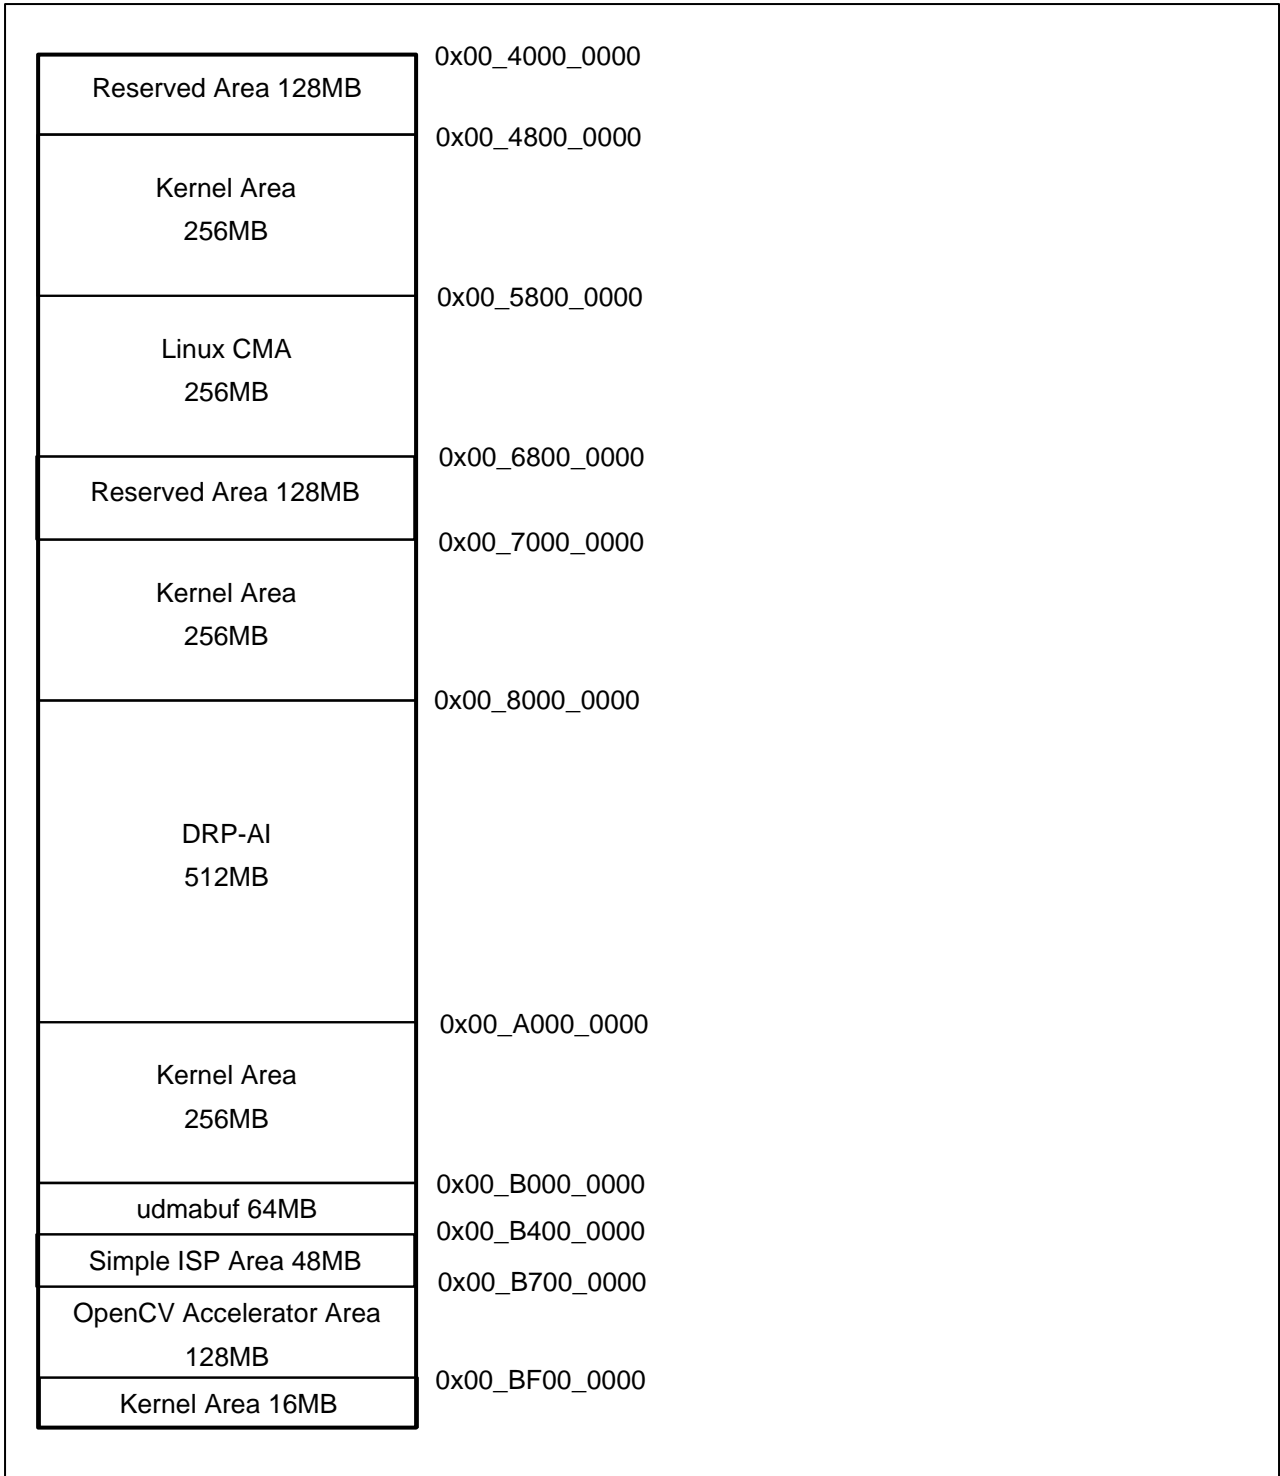 0x00_4000_0000
Reserved Area 128MB
0x00_4800_0000
Kernel Area
256MB
0x00_5800_0000
Linux CMA
256MB
0x00_6800_0000
Reserved Area 128MB
0x00_7000_0000
Kernel Area
256MB
0x00_8000_0000
DRP-AI
512MB
0x00_A000_0000
Kernel Area
256MB
0x00_B000_0000
udmabuf 64MB
0x00_B400_0000
Simple ISP Area 48MB
0x00_B700_0000
OpenCV Accelerator Area
128MB
0x00_BF00_0000
Kernel Area 16MB